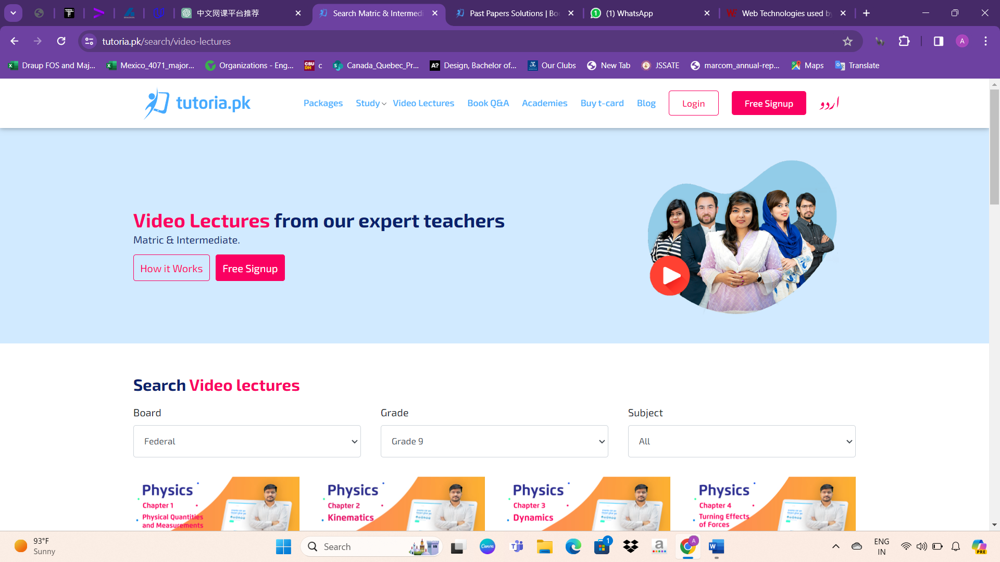 中文网课平台推荐
Search Matric & Intermedi
Past Papers Solutions | Bo
(1) WhatsApp
Web Technologies used by
tutoria.pk/search/video-lectures
A
Draup FOS and Maj...
Mexico_4071_major...
Organizations - Eng...
c
Canada_Quebec_Pr...
Design, Bachelor of...
Our Clubs
New Tab
JSSATE
marcom_annual-rep...
Maps
Translate
tutoria.pk
Packages
Study
Video Lectures
Book Q&A
Academies
Buy t-card
Blog
Login
Free Signup
اردو
Video Lectures from our expert teachers
Matric & Intermediate.
How it Works
Free Signup
Search Video lectures
Board
Grade
Subject
Federal
Grade 9
All
Physics
Chapter 1
Physical Quantities
and Measurements
Physics
Chapter 2
Kinematics
Physics
Chapter 3
Dynamics
Physics
Chapter 4
Turning Effects
of Forces
93°F
Sunny
Search
Canva
1
A
ENG
IN
PRE